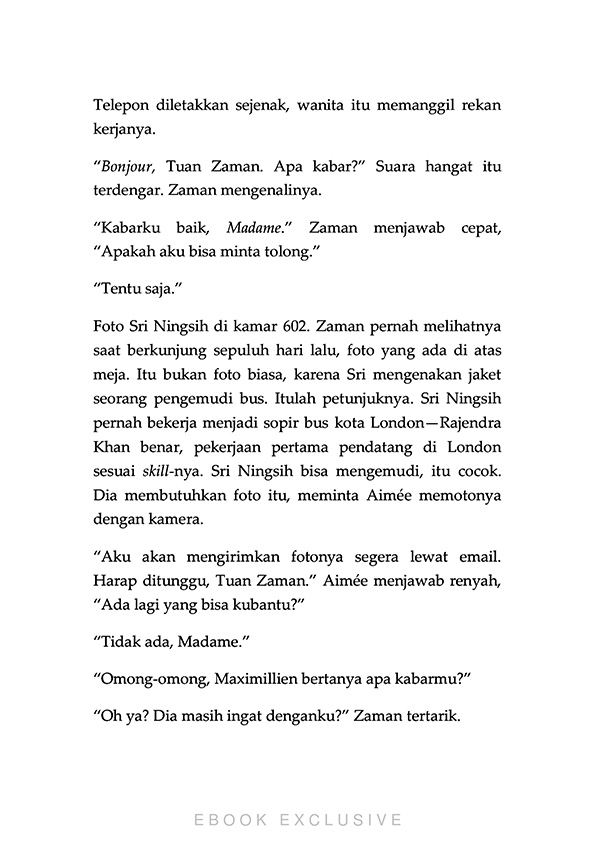 Telepon diletakkan sejenak, wanita itu memanggil rekan
kerjanya.
“Bonjour, Tuan Zaman. Apa kabar?” Suara hangat itu
terdengar. Zaman mengenalinya.
“Kabarku baik, Madame.” Zaman menjawab cepat,
“Apakah aku bisa minta tolong.”
“Tentu saja.”
Foto Sri Ningsih di kamar 602. Zaman pernah melihatnya
saat berkunjung sepuluh hari lalu, foto yang ada di atas
meja. Itu bukan foto biasa, karena Sri mengenakan jaket
seorang pengemudi bus. Itulah petunjuknya. Sri Ningsih
pernah bekerja menjadi sopir bus kota London—Rajendra
Khan benar, pekerjaan pertama pendatang di London
sesuai skill-nya. Sri Ningsih bisa mengemudi, itu cocok.
Dia membutuhkan foto itu, meminta Aimée memotonya
dengan kamera.
“Aku akan mengirimkan fotonya segera lewat email.
Harap ditunggu, Tuan Zaman.” Aimée menjawab renyah,
“Ada lagi yang bisa kubantu?”
“Tidak ada, Madame.”
“Omong-omong, Maximillien bertanya apa kabarmu?”
“Oh ya? Dia masih ingat denganku?” Zaman tertarik.
EBOOK EXCLUSIVE